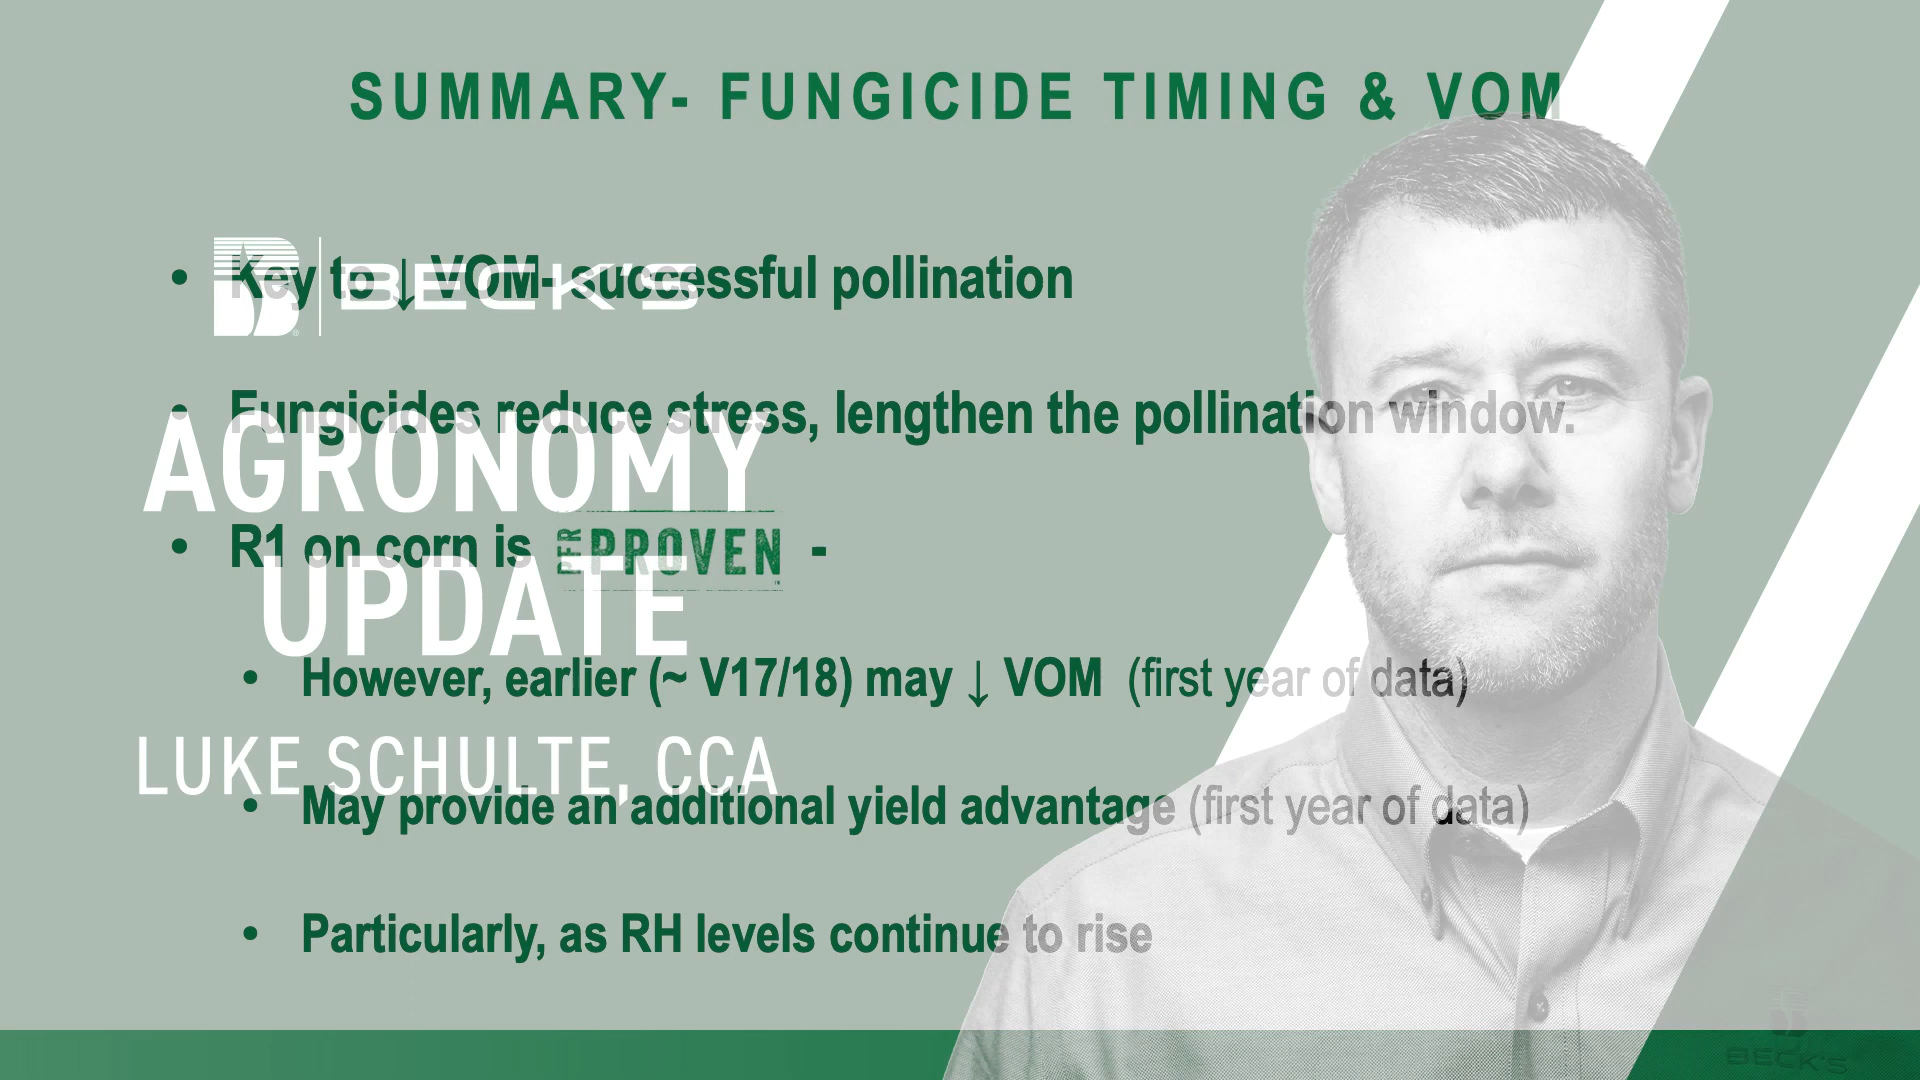 SUMMARY- FUNGICIDE TIMING & VOM
• Key to ↓ VOM- successful pollination
BECK'S
• Fungicides reduce stress, lengthen the pollination window.
AGRONOMY
• R1 on corn is PFR PROVEN -
UPDATE
• However, earlier (~ V17/18) may ↓ VOM (first year of data)
LUKE SCHULTE, CCA
• May provide an additional yield advantage (first year of data)
• Particularly, as RH levels continue to rise
BECK'S